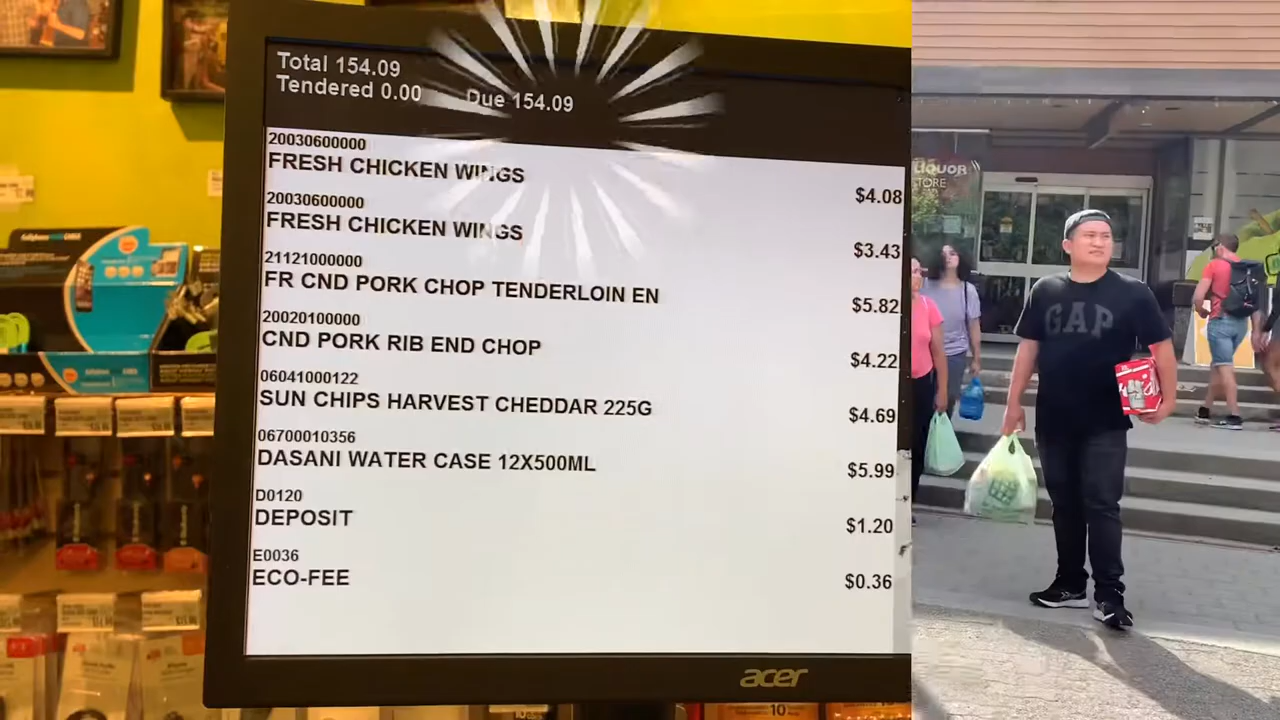 Total 154.09
Tendered 0.00 Due 154.09
20030600000
FRESH CHICKEN WINGS $4.08
20030600000
FRESH CHICKEN WINGS $3.43
21121000000
FR CND PORK CHOP TENDERLOIN EN $5.82
20020100000
CND PORK RIB END CHOP $4.22
06041000122
SUN CHIPS HARVEST CHEDDAR 225G $4.69
06700010356
DASANI WATER CASE 12X500ML $5.99
D0120
DEPOSIT $1.20
E0036
ECO-FEE $0.36
acer
LIQUOR
STORE
GAP